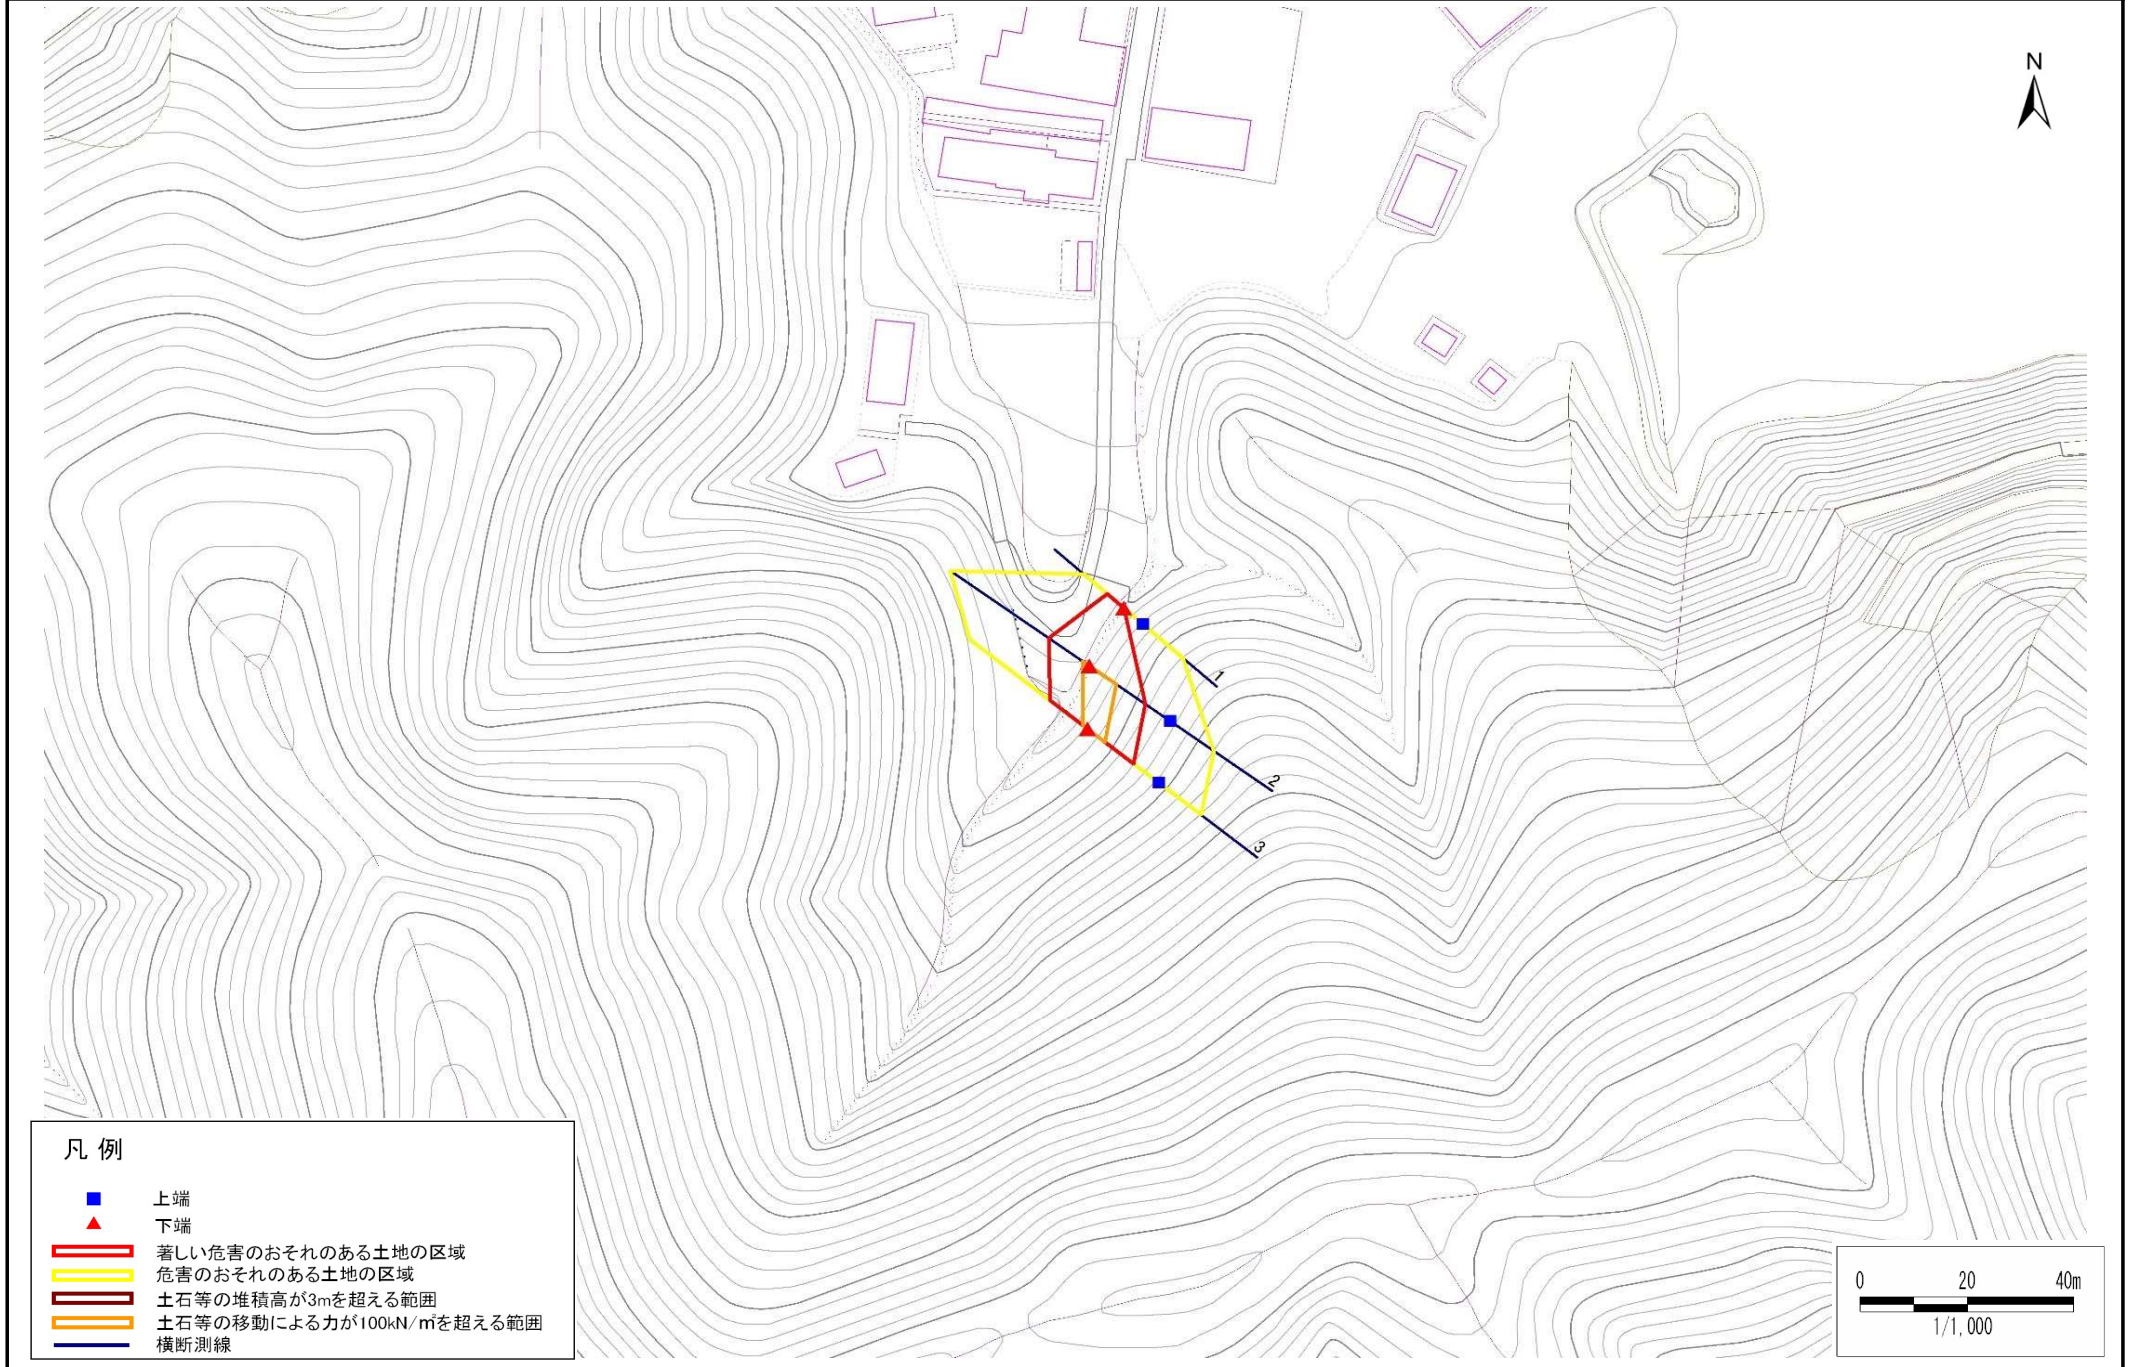 N
1
2
3
凡 例
上端
下端
著しい危害のおそれのある土地の区域
危害のおそれのある土地の区域
土石等の堆積高が3mを超える範囲
土石等の移動による力が100kN/㎡を超える範囲
横断測線
0 20 40m
1/1,000